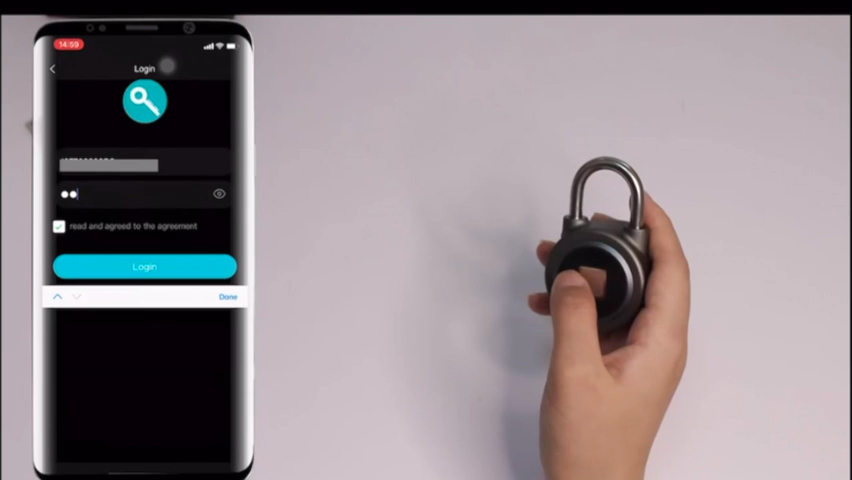 14:59
Login
read and agreed to the agreement
Login
Done